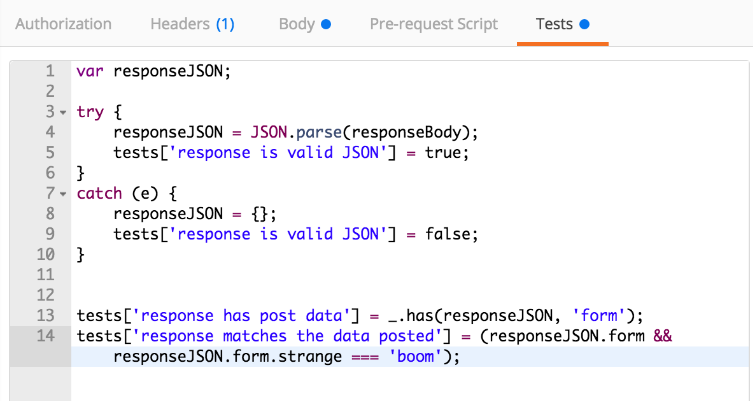 Authorization Headers (1) Body Pre-request Script Tests
1 var responseJSON;
2
3 try {
4     responseJSON = JSON.parse(responseBody);
5     tests['response is valid JSON'] = true;
6 }
7 catch (e) {
8     responseJSON = {};
9     tests['response is valid JSON'] = false;
10 }
11
12
13 tests['response has post data'] = _.has(responseJSON, 'form');
14 tests['response matches the data posted'] = (responseJSON.form &&
    responseJSON.form.strange === 'boom');